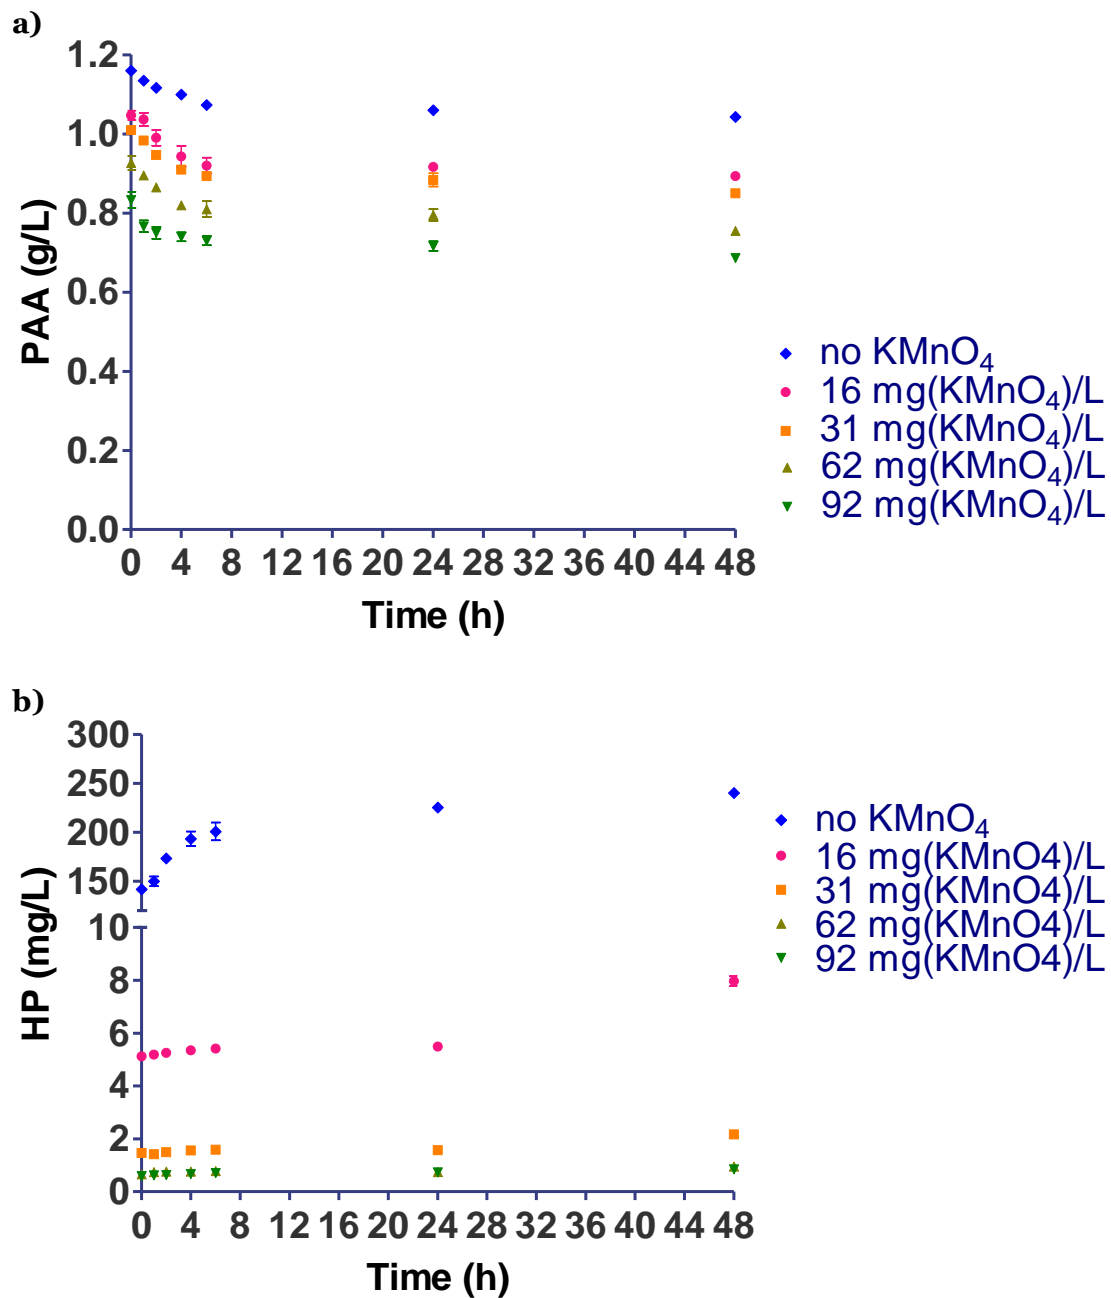 a)
1.2
1.0
0.8
0.6
0.4
0.2
0.0
PAA (g/L)
0 4 8 12 16 20 24 28 32 36 40 44 48
Time (h)
no KMnO₄
16 mg(KMnO₄)/L
31 mg(KMnO₄)/L
62 mg(KMnO₄)/L
92 mg(KMnO₄)/L
b)
300
250
200
150
10
8
6
4
2
0
HP (mg/L)
0 4 8 12 16 20 24 28 32 36 40 44 48
Time (h)
no KMnO₄
16 mg(KMnO4)/L
31 mg(KMnO4)/L
62 mg(KMnO4)/L
92 mg(KMnO4)/L